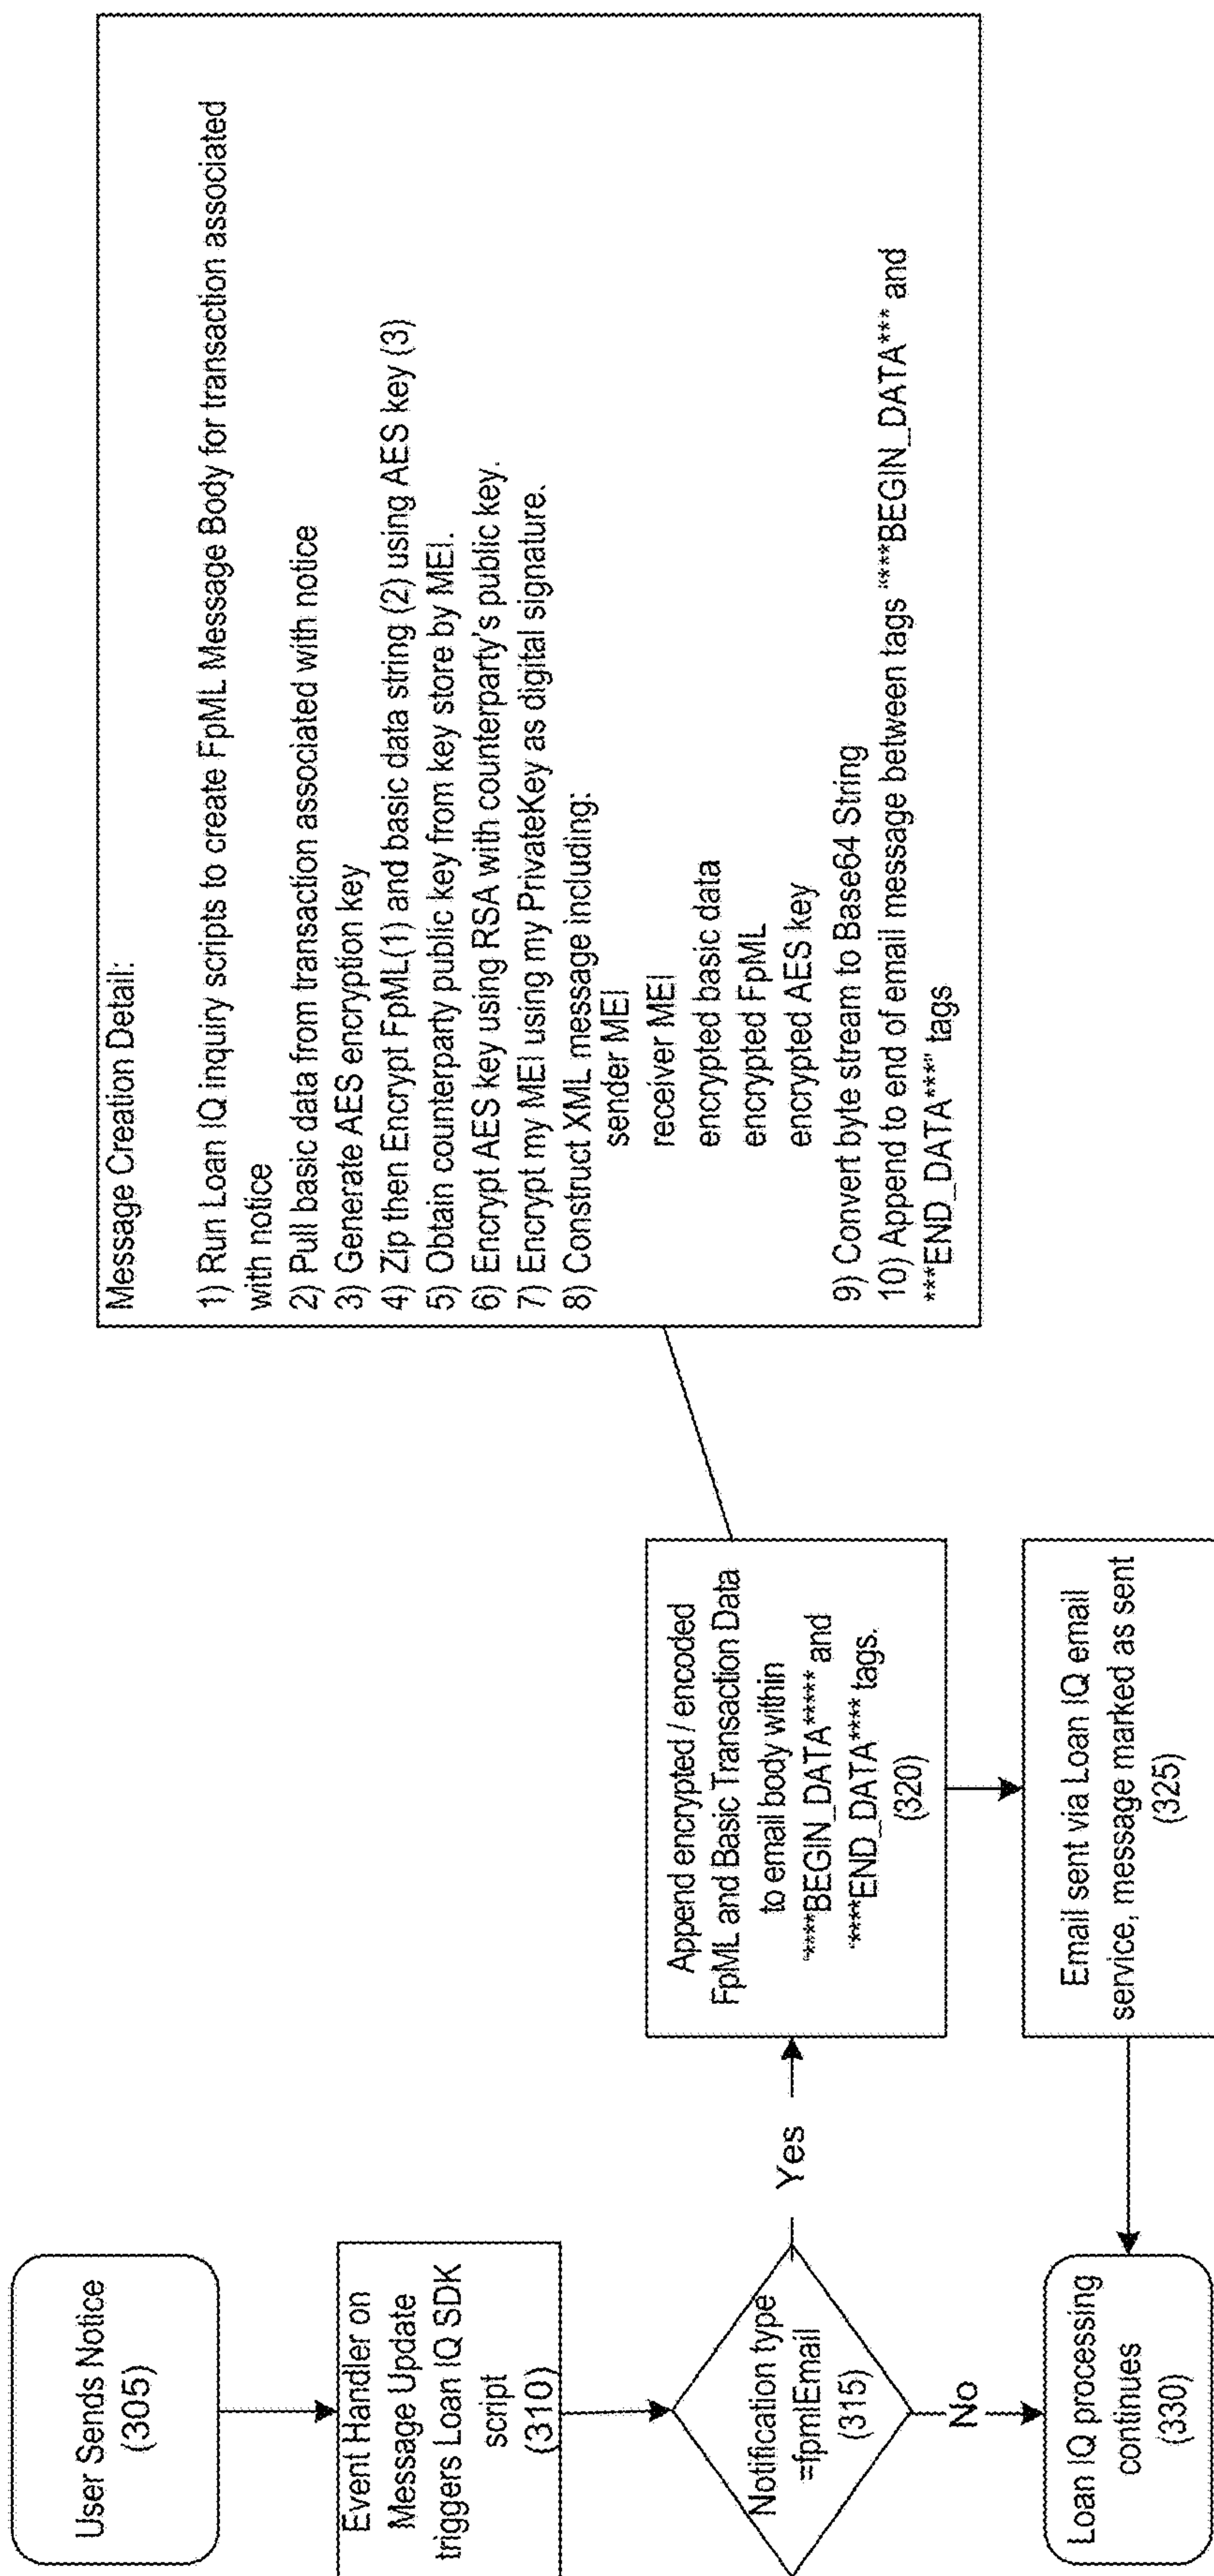 User Sends Notice
(305)
Event Handler on
Message Update
triggers Loan IQ SDK
script
(310)
Notification type
=fpmlEmail
(315)
Yes
No
Append encrypted / encoded
FpML and Basic Transaction Data
to email body within
"****BEGIN_DATA***** and
"****END_DATA**** tags.
(320)
Email sent via Loan IQ email
service, message marked as sent
(325)
Loan IQ processing
continues
(330)
Message Creation Detail:
1) Run Loan IQ inquiry scripts to create FpML Message Body for transaction associated
with notice
2) Pull basic data from transaction associated with notice
3) Generate AES encryption key
4) Zip then Encrypt FpML(1) and basic data string (2) using AES key (3)
5) Obtain counterparty public key from key store by MEI.
6) Encrypt AES key using RSA with counterparty's public key.
7) Encrypt my MEI using my PrivateKey as digital signature.
8) Construct XML message including:
sender MEI
receiver MEI
encrypted basic data
encrypted FpML
encrypted AES key
9) Convert byte stream to Base64 String
10) Append to end of email message between tags "****BEGIN_DATA*** and
***END_DATA***" tags